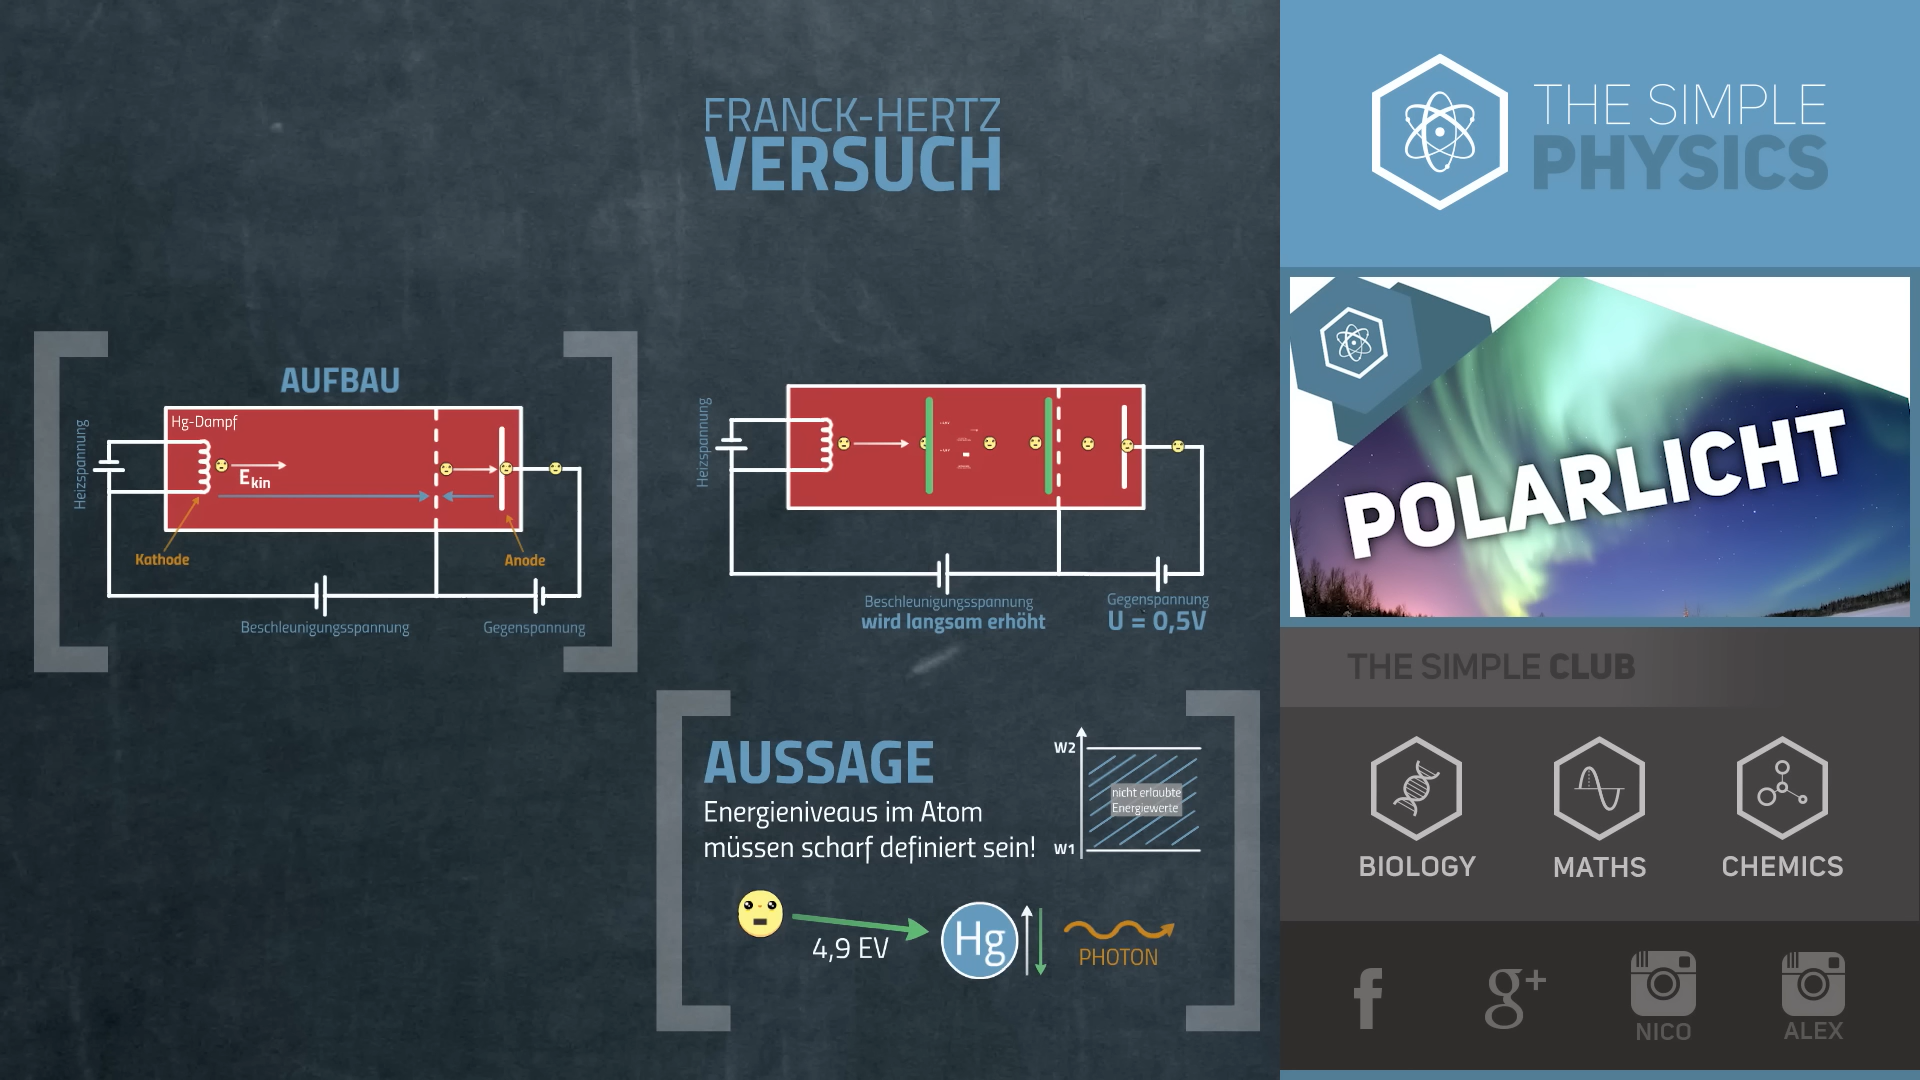 FRANCK-HERTZ
VERSUCH
AUFBAU
Hg-Dampf
Heizspannung
E kin
Kathode
Anode
Beschleunigungsspannung
Gegenspannung
Heizspannung
Beschleunigungsspannung
wird langsam erhöht
Gegenspannung
U = 0,5V
AUSSAGE
Energieniveaus im Atom
müssen scharf definiert sein!
W2
nicht erlaubte
Energiewerte
W1
4,9 EV
Hg
PHOTON
THE SIMPLE
PHYSICS
POLARLICHT
THE SIMPLE CLUB
BIOLOGY
MATHS
CHEMICS
f
g+
NICO
ALEX